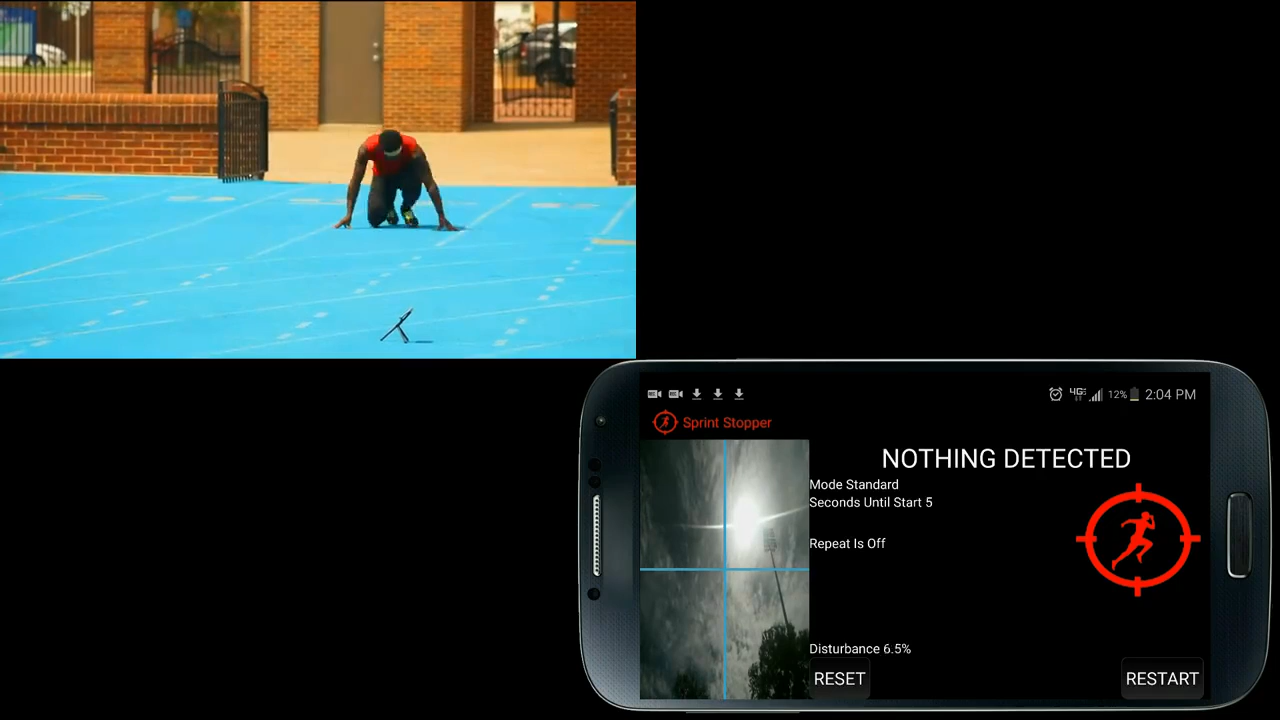 4G
12%
2:04 PM
Sprint Stopper
NOTHING DETECTED
Mode Standard
Seconds Until Start 5
Repeat Is Off
Disturbance 6.5%
RESET
RESTART